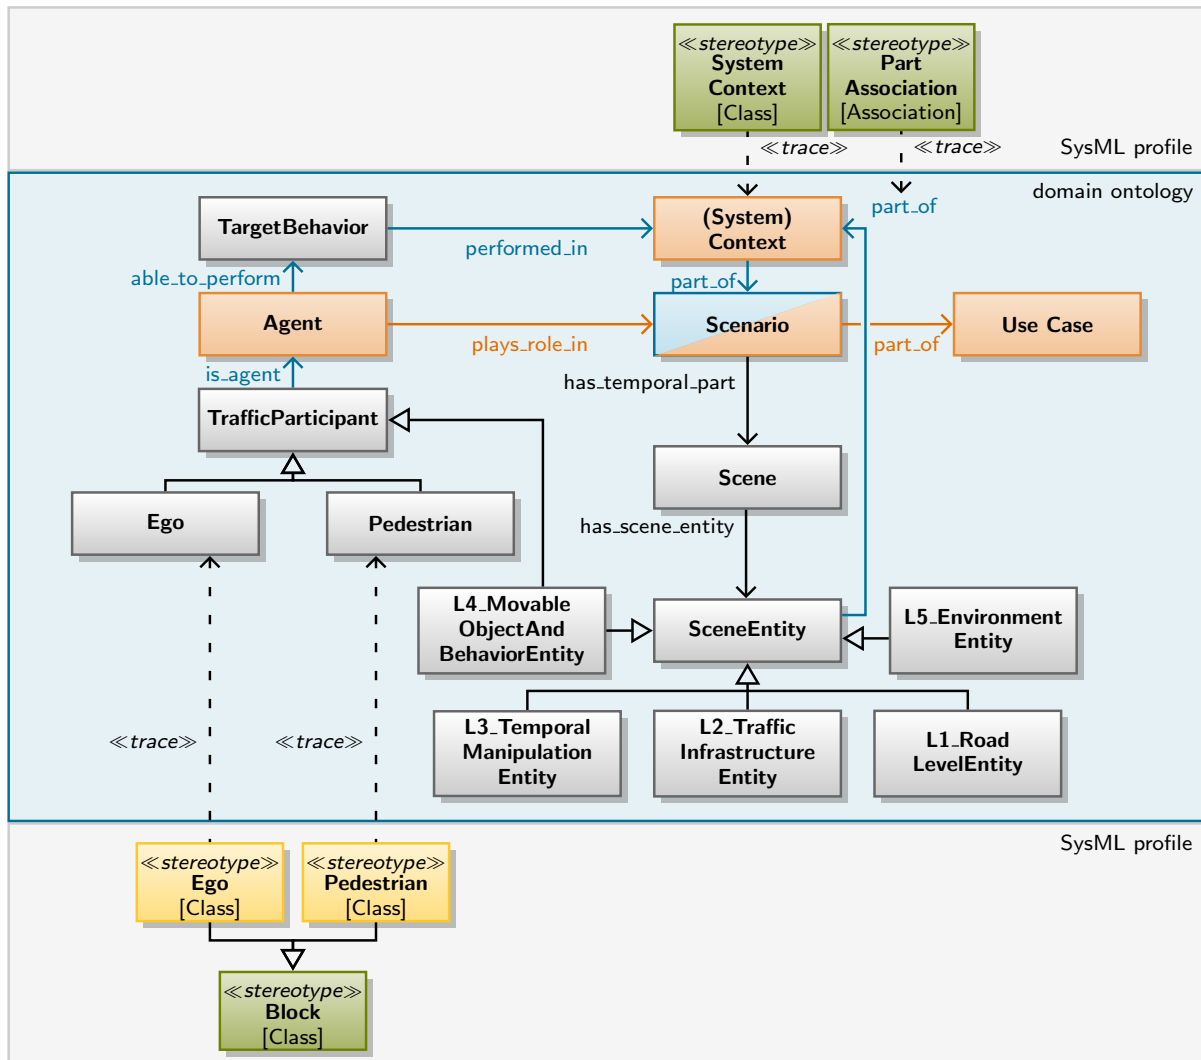 ≪stereotype≫
System
Context
[Class]
≪stereotype≫
Part
Association
[Association]
≪trace≫
≪trace≫
SysML profile
domain ontology
TargetBehavior
performed_in
(System)
Context
part_of
able_to_perform
part_of
Agent
plays_role_in
Scenario
part_of
Use Case
is_agent
has_temporal_part
TrafficParticipant
Scene
Ego
Pedestrian
has_scene_entity
L4_Movable
ObjectAnd
BehaviorEntity
SceneEntity
L5_Environment
Entity
L3_Temporal
Manipulation
Entity
L2_Traffic
Infrastructure
Entity
L1_Road
LevelEntity
≪trace≫
≪trace≫
SysML profile
≪stereotype≫
Ego
[Class]
≪stereotype≫
Pedestrian
[Class]
≪stereotype≫
Block
[Class]